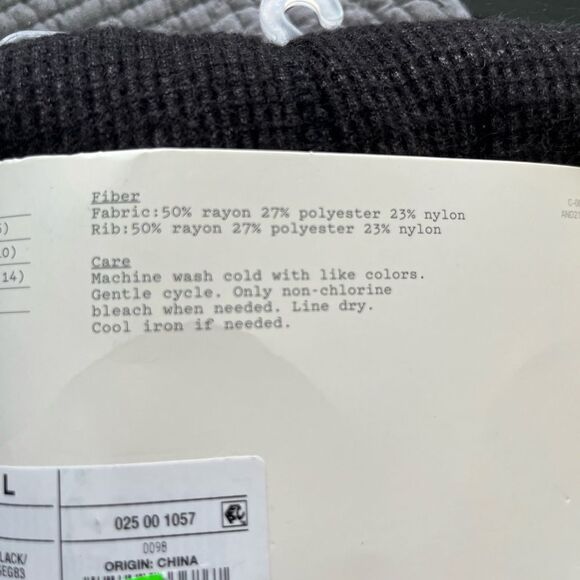 Fiber
Fabric:50% rayon 27% polyester 23% nylon
Rib:50% rayon 27% polyester 23% nylon
Care
Machine wash cold with like colors.
Gentle cycle. Only non-chlorine
bleach when needed. Line dry.
Cool iron if needed.
14)
L
025 00 1057
0098
ORIGIN: CHINA
LACK/